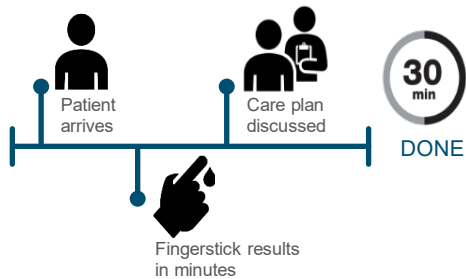 Patient
arrives
Care plan
discussed
30
min
DONE
Fingerstick results
in minutes